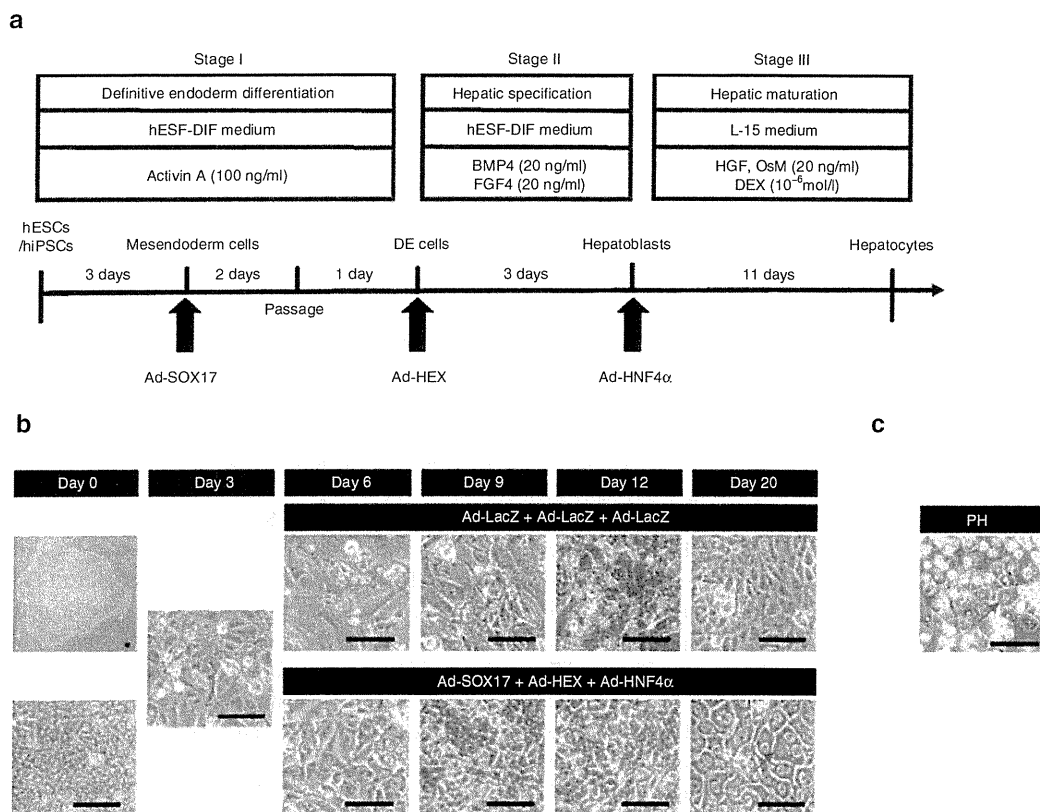 a
Stage I
Stage II
Stage III
Definitive endoderm differentiation
Hepatic specification
Hepatic maturation
hESF-DIF medium
hESF-DIF medium
L-15 medium
Activin A (100 ng/ml)
BMP4 (20 ng/ml)
FGF4 (20 ng/ml)
HGF, OsM (20 ng/ml)
DEX (10⁻⁶mol/l)
hESCs
/hiPSCs
Mesendoderm cells
DE cells
Hepatoblasts
Hepatocytes
3 days
2 days
1 day
3 days
11 days
Passage
Ad-SOX17
Ad-HEX
Ad-HNF4α
b
c
Day 0
Day 3
Day 6
Day 9
Day 12
Day 20
Ad-LacZ + Ad-LacZ + Ad-LacZ
PH
Ad-SOX17 + Ad-HEX + Ad-HNF4α